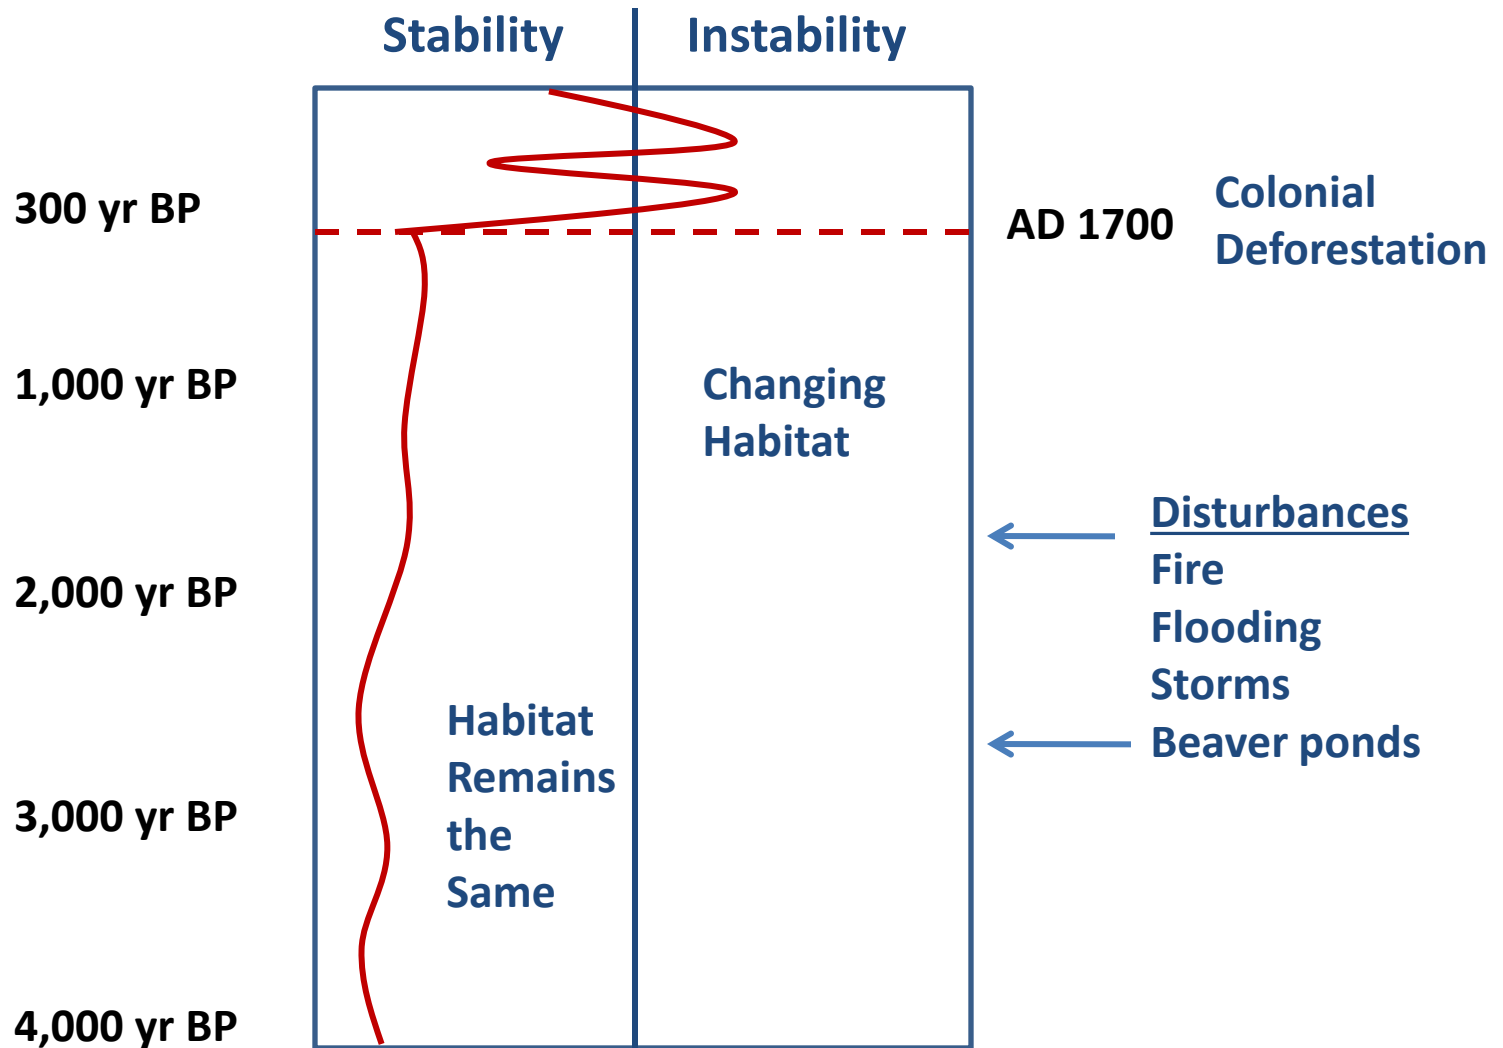 Stability
Instability
300 yr BP
AD 1700
Colonial
Deforestation
1,000 yr BP
Changing
Habitat
Disturbances
Fire
Flooding
Storms
Beaver ponds
2,000 yr BP
Habitat
Remains
the
Same
3,000 yr BP
4,000 yr BP